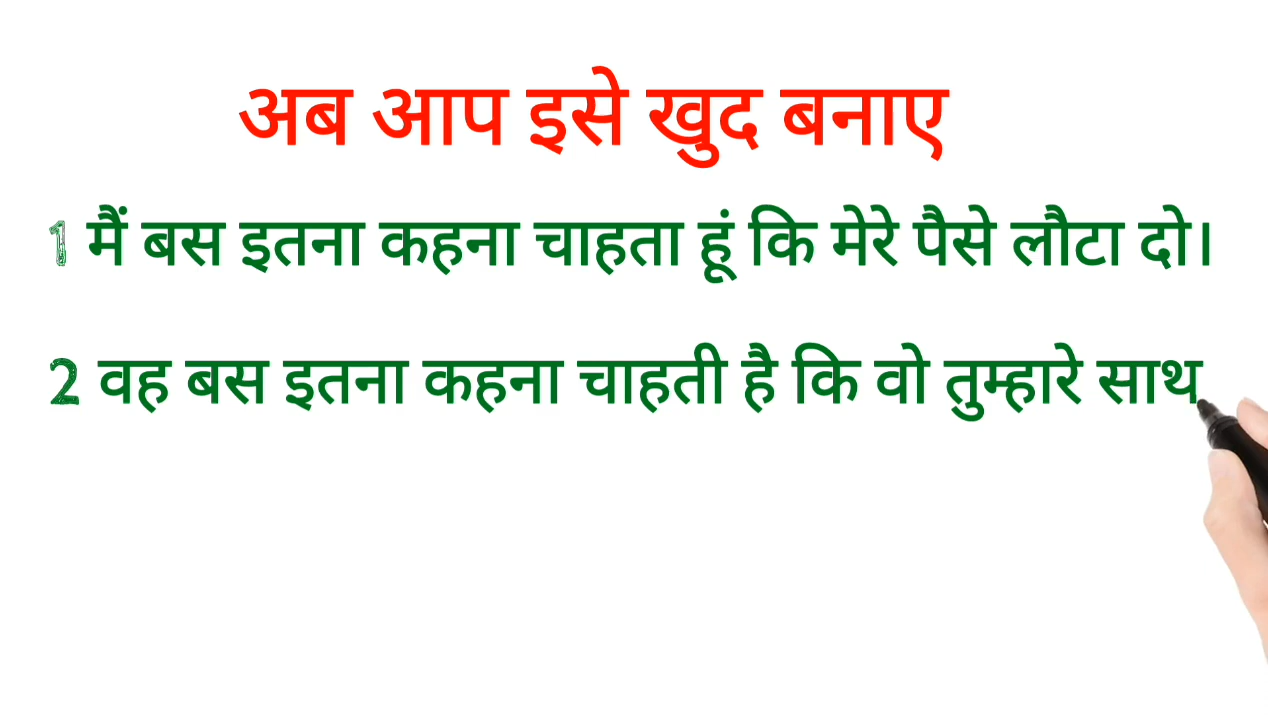 अब आप इसे खुद बनाए
1 मैं बस इतना कहना चाहता हूं कि मेरे पैसे लौटा दो।
2 वह बस इतना कहना चाहती है कि वो तुम्हारे साथ